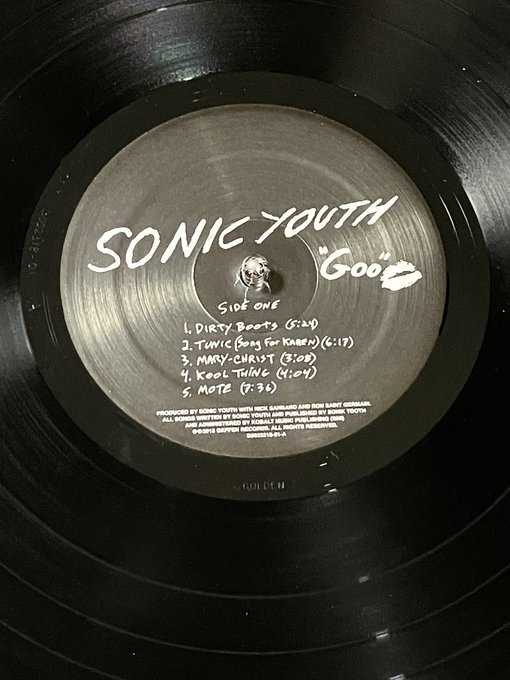 SONIC YOUTH
"GOO"
SIDE ONE
1. DIRTY BOOTS (5:24)
2. TUNIC (SONG FOR KAREN) (6:17)
3. MARY-CHRIST (3:08)
4. KOOL THING (4:04)
5. MOTE (7:36)
PRODUCED BY SONIC YOUTH WITH NICK SANSANO AND RON SAINT GERMAIN.
ALL SONGS WRITTEN BY SONIC YOUTH AND PUBLISHED BY SONIK TOOTH
AND ADMINISTERED BY KOBALT MUSIC PUBLISHING (BMI)
GEFFEN RECORDS. ALL RIGHTS RESERVED.
GOLDEN